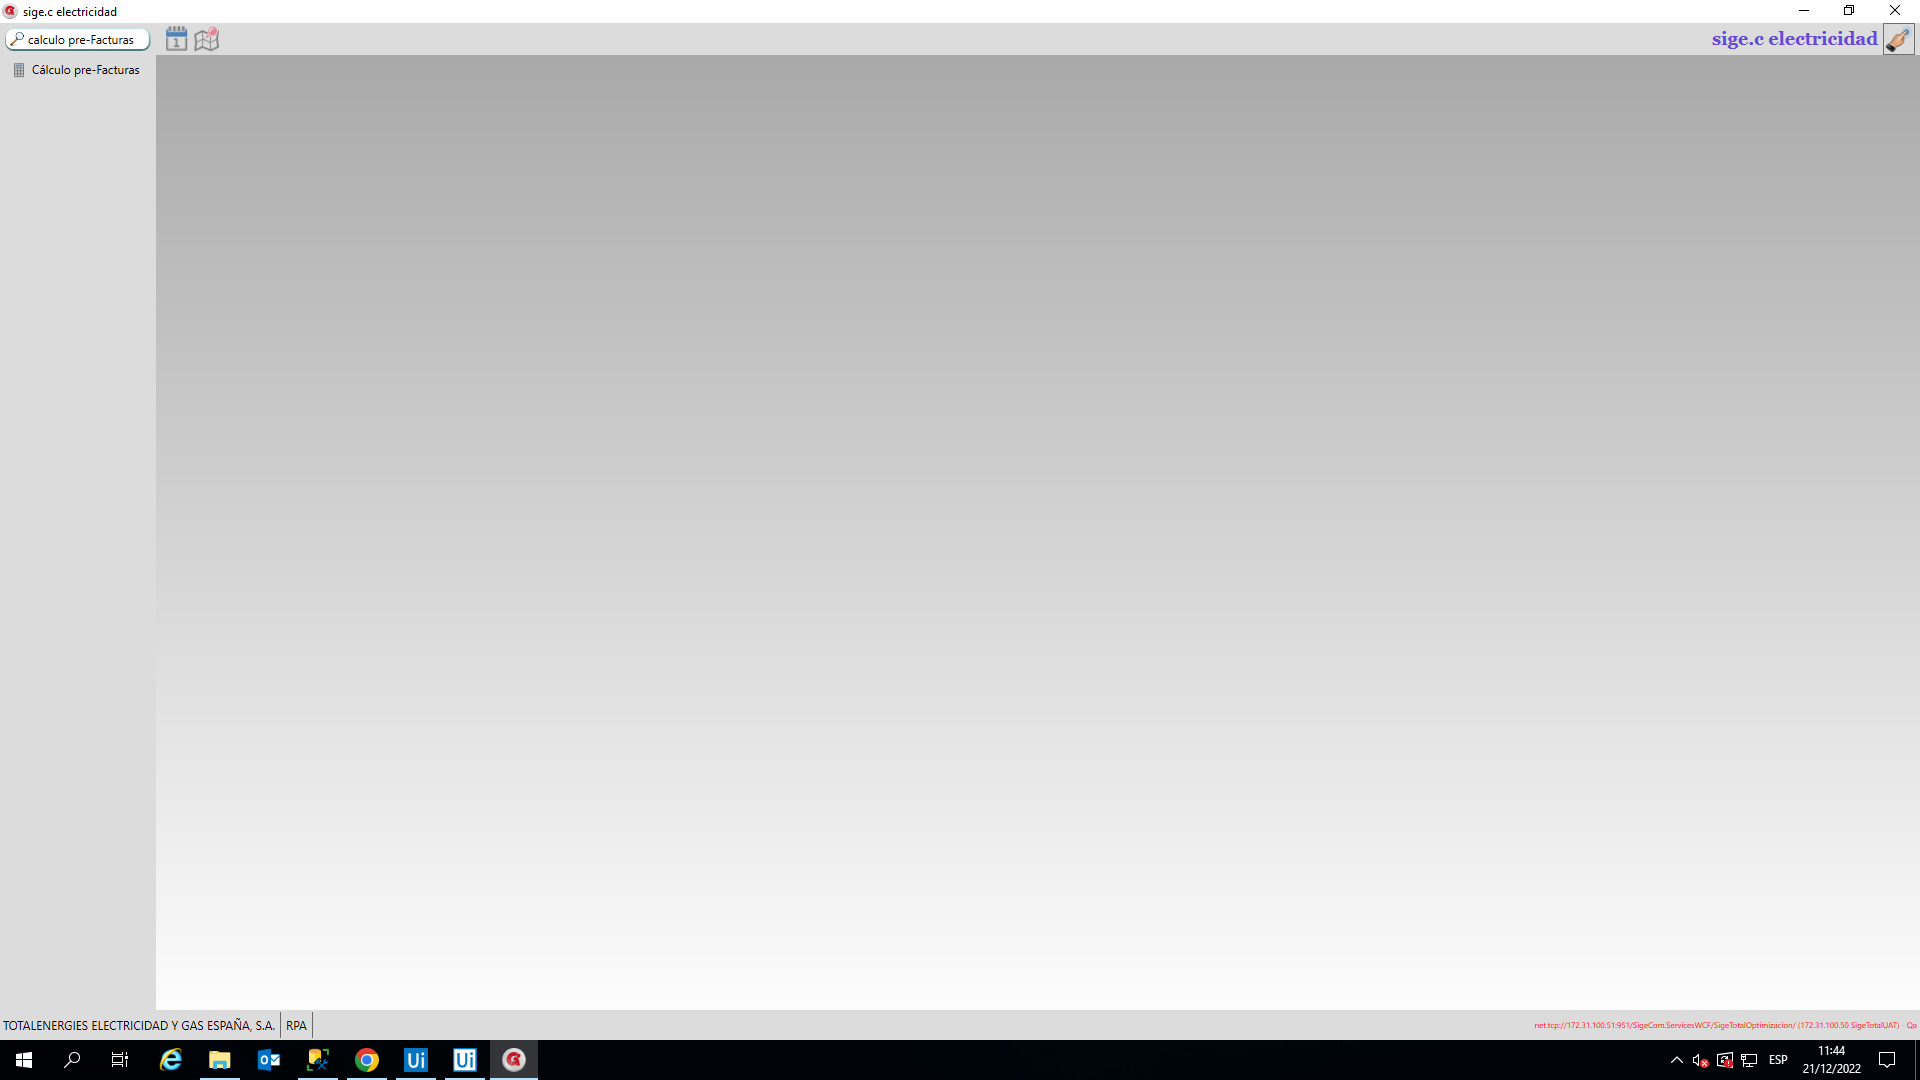 sige.c electricidad
calculo pre-Facturas
1
sige.c electricidad
Cálculo pre-Facturas
TOTALENERGIES ELECTRICIDAD Y GAS ESPAÑA, S.A.
RPA
net.tcp://172.31.100.51:951/SigeCom.ServicesWCF/SigeTotalOptimizacion/ (172.31.100.50 SigeTotalUAT) - Qa
Ui
Ui
ESP
11:44
21/12/2022